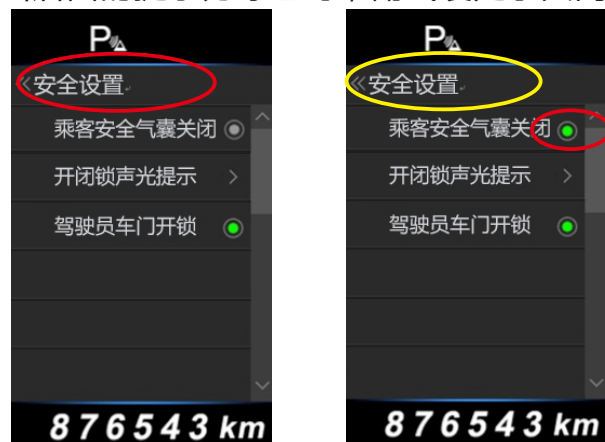 P
«安全设置
乘客安全气囊关闭
开闭锁声光提示 >
驾驶员车门开锁
876543 km
P
«安全设置
乘客安全气囊关闭
开闭锁声光提示 >
驾驶员车门开锁
876543 km